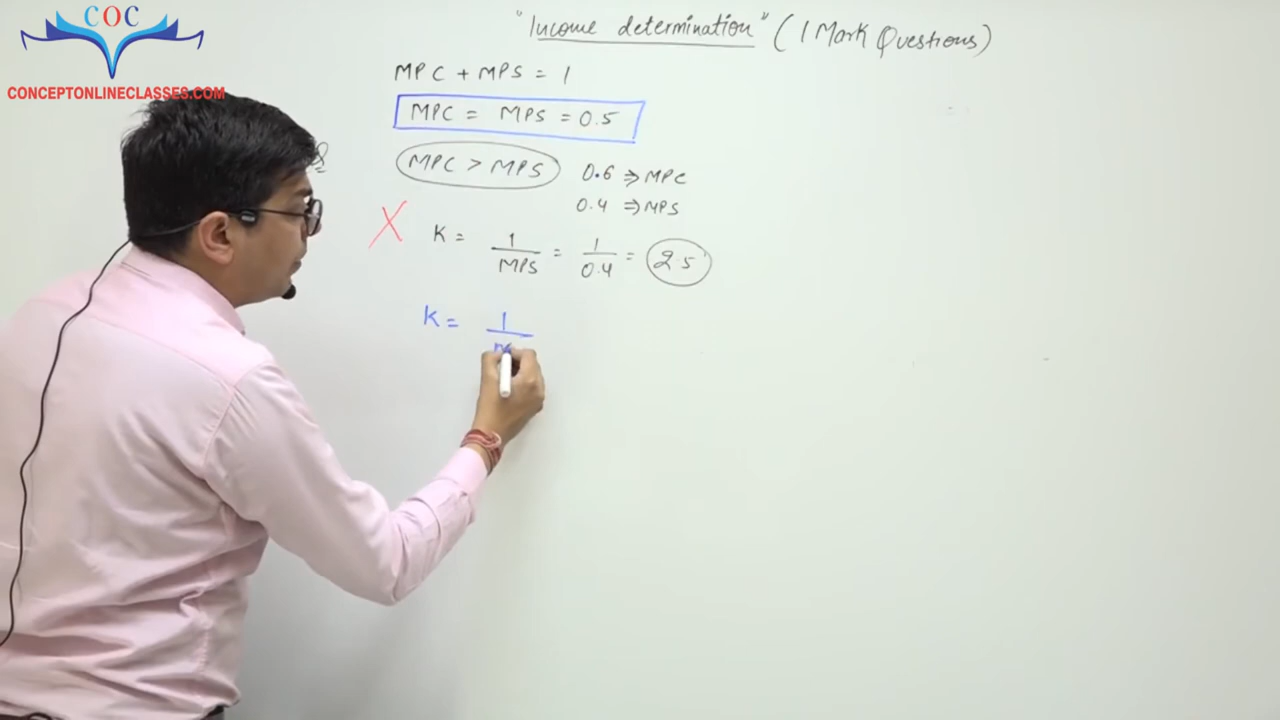 COC
CONCEPTONLINECLASSES.COM
"Income determination" (1 Mark Questions)
MPC + MPS = 1
MPC = MPS = 0.5
MPC > MPS
0.6 ⇒ MPC
0.4 ⇒ MPS
X K = 1/MPS = 1/0.4 = 2.5
K = 1/